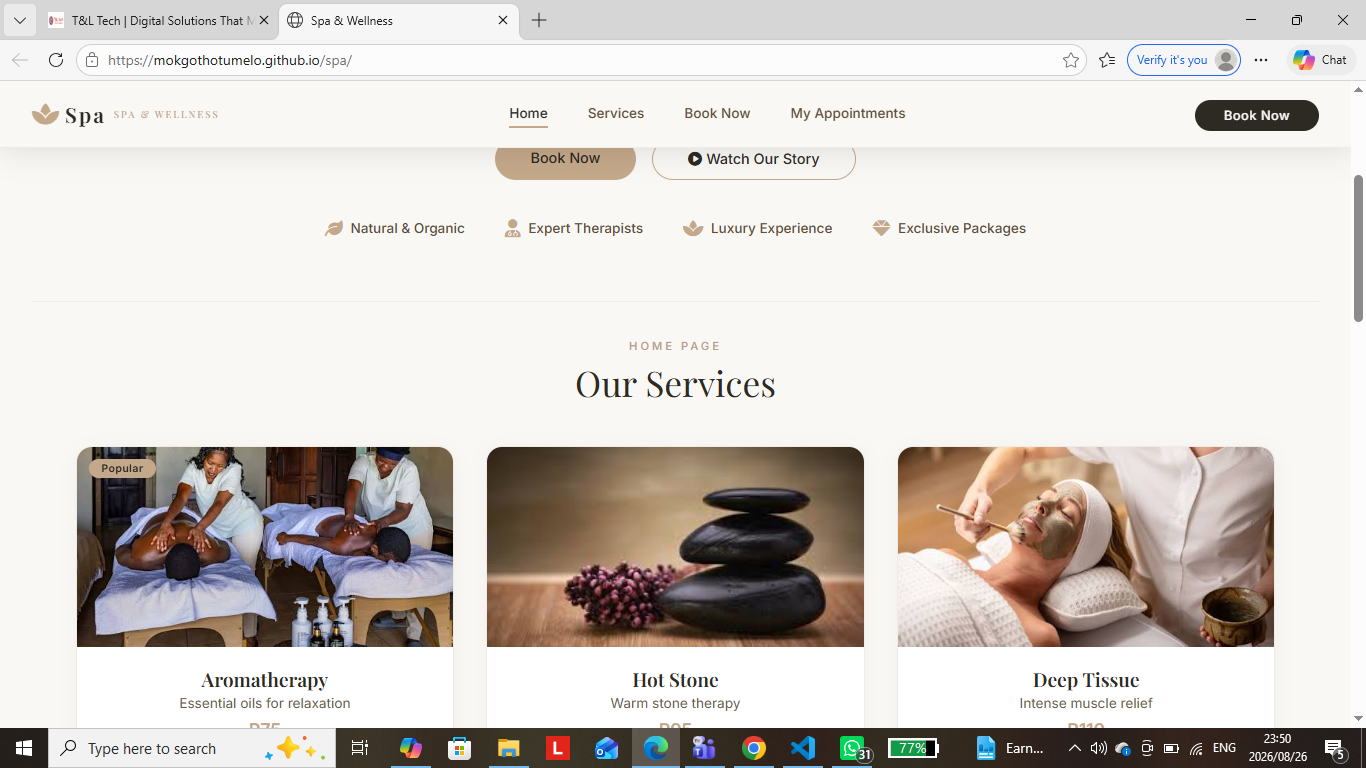 T&L Tech | Digital Solutions That M
Spa & Wellness
https://mokgothotumelo.github.io/spa/
Verify it's you
Chat
Spa SPA & WELLNESS
Home Services Book Now My Appointments
Book Now
Book Now Watch Our Story
Natural & Organic Expert Therapists Luxury Experience Exclusive Packages
HOME PAGE
Our Services
Popular
Aromatherapy Hot Stone Deep Tissue
Essential oils for relaxation Warm stone therapy Intense muscle relief
Type here to search
L
31
77%
Earn...
ENG
23:50
2026/08/26
5